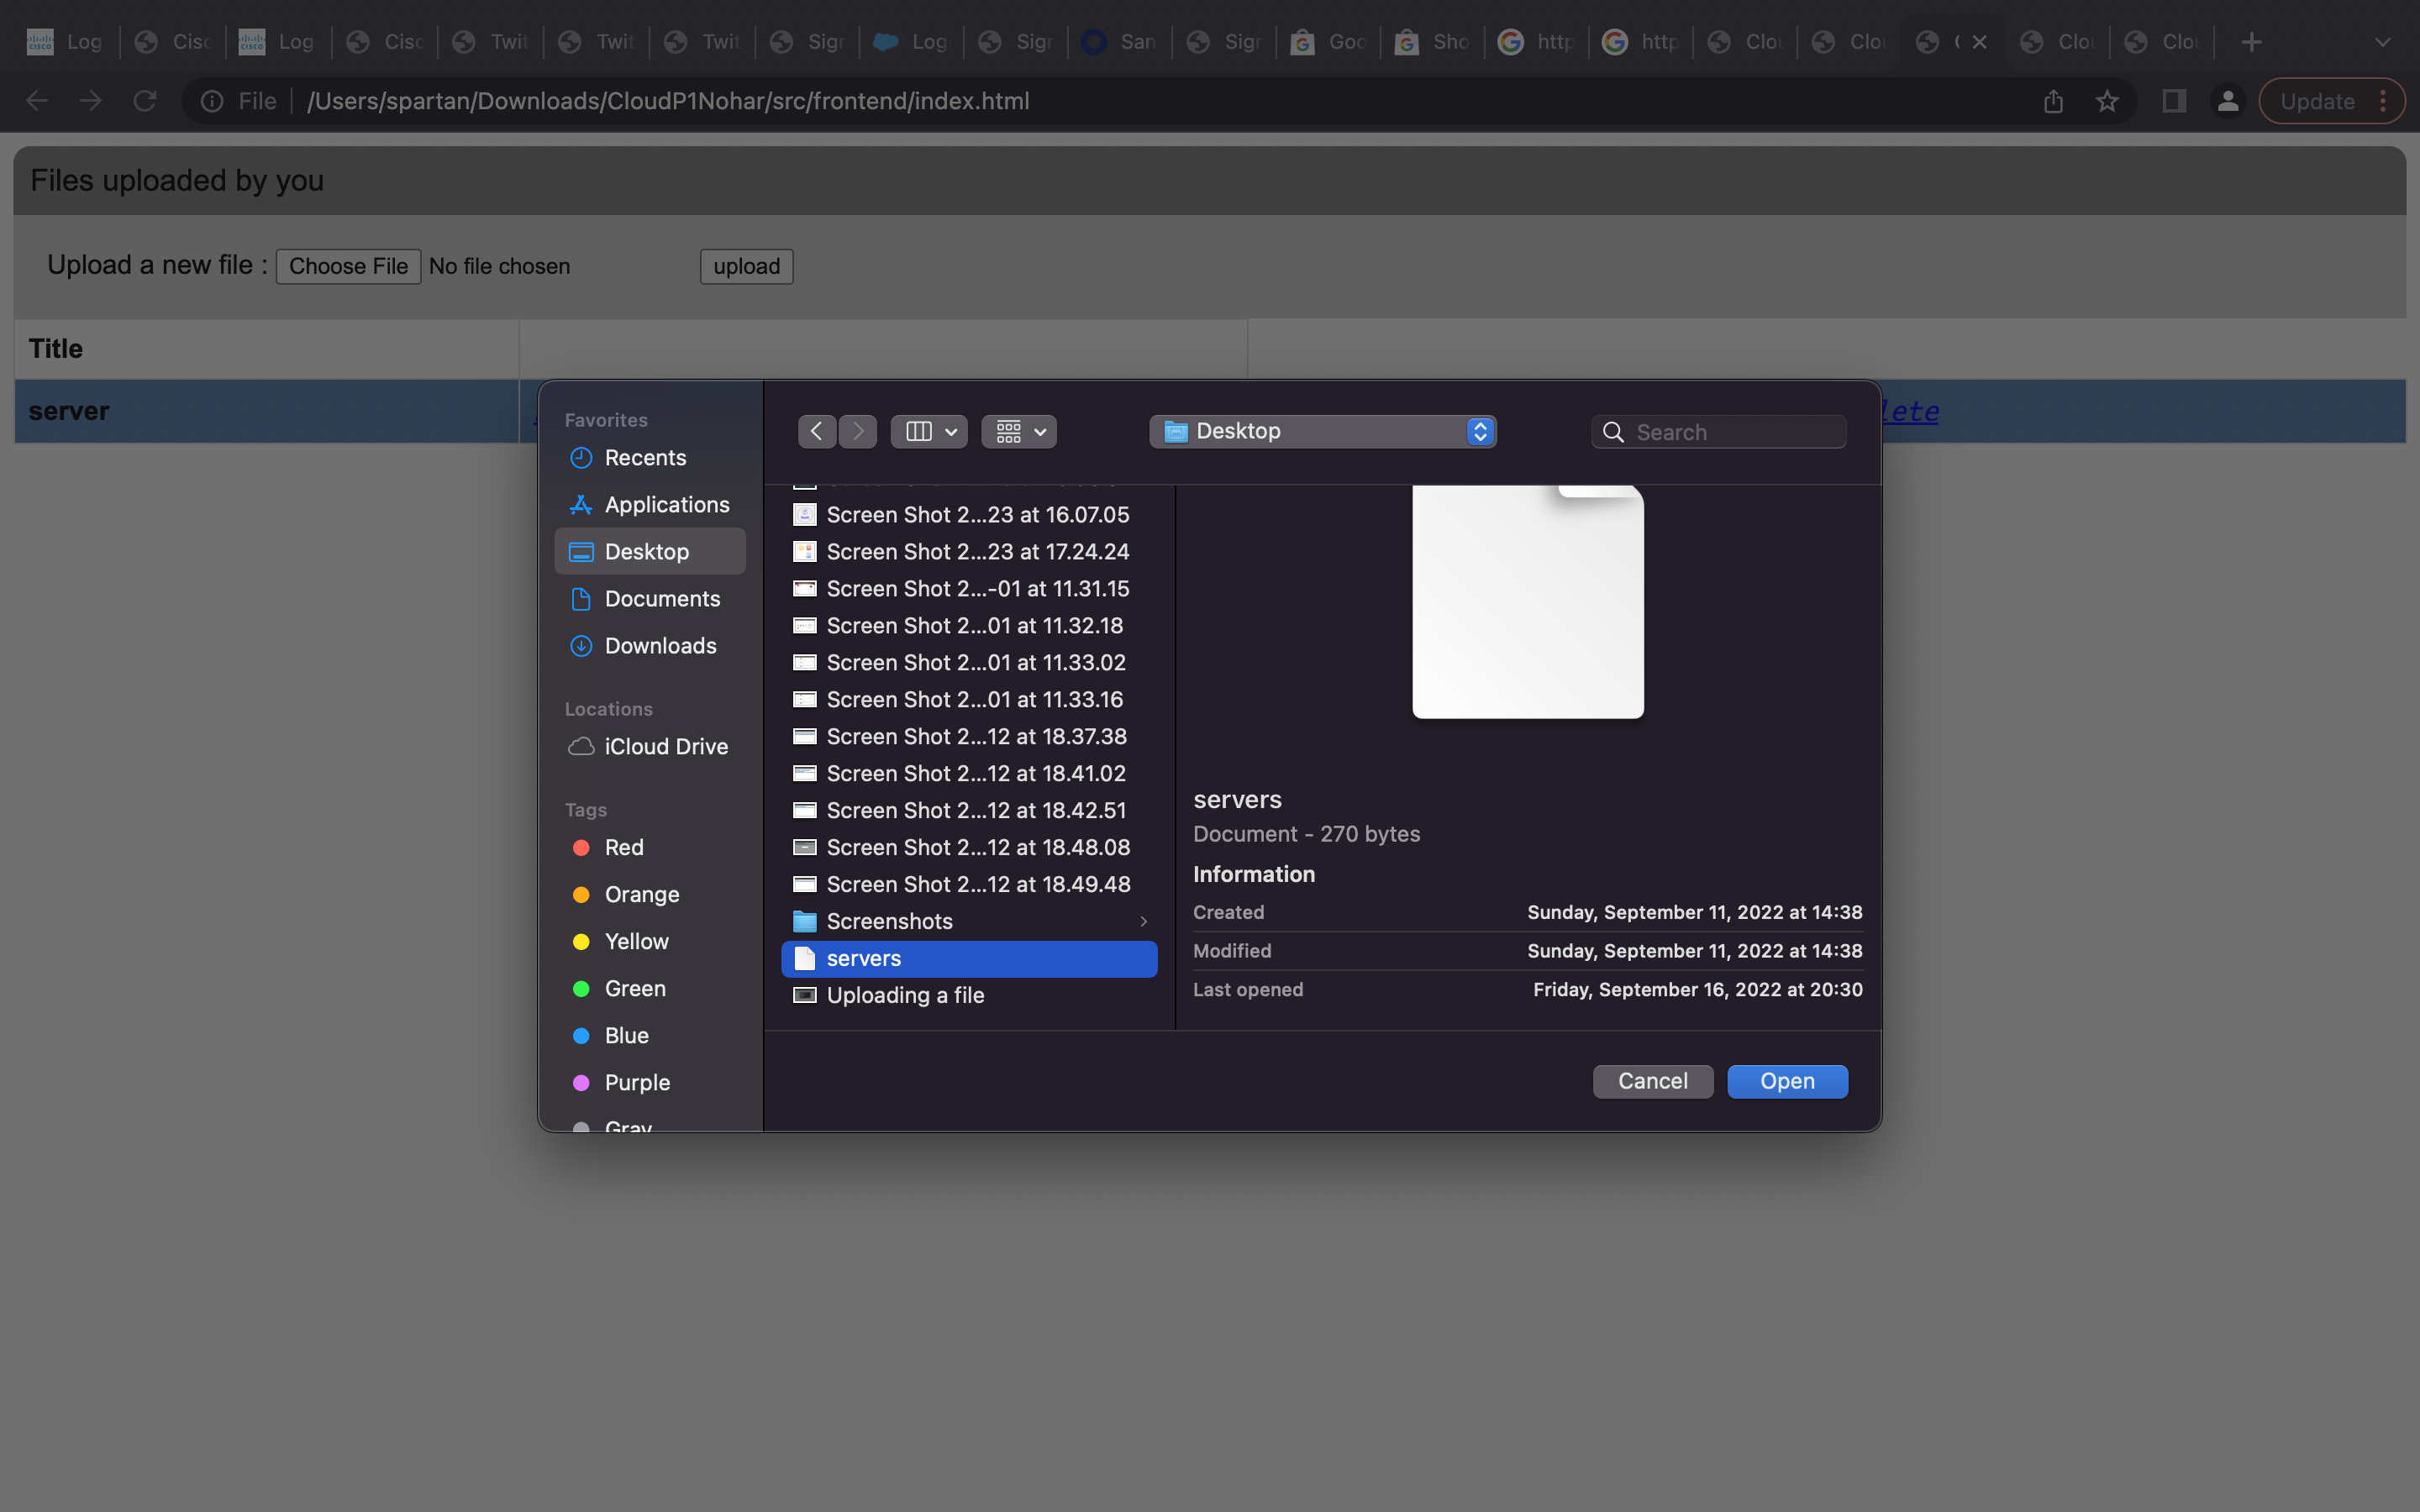 Log Cisc Log Cisc Twit Twit Twit Sigr Log Sigr San Sigr Goo Sho http http Clou Clou Clou Clou
File /Users/spartan/Downloads/CloudP1Nohar/src/frontend/index.html Update
Files uploaded by you
Upload a new file : Choose File No file chosen upload
Title
server lete
Favorites
Recents
Applications
Desktop
Documents
Downloads
Locations
iCloud Drive
Tags
Red
Orange
Yellow
Green
Blue
Purple
Gray
Desktop Search
Screen Shot 2...23 at 16.07.05
Screen Shot 2...23 at 17.24.24
Screen Shot 2...-01 at 11.31.15
Screen Shot 2...01 at 11.32.18
Screen Shot 2...01 at 11.33.02
Screen Shot 2...01 at 11.33.16
Screen Shot 2...12 at 18.37.38
Screen Shot 2...12 at 18.41.02
Screen Shot 2...12 at 18.42.51
Screen Shot 2...12 at 18.48.08
Screen Shot 2...12 at 18.49.48
Screenshots
servers
Uploading a file
servers
Document - 270 bytes
Information
Created Sunday, September 11, 2022 at 14:38
Modified Sunday, September 11, 2022 at 14:38
Last opened Friday, September 16, 2022 at 20:30
Cancel Open